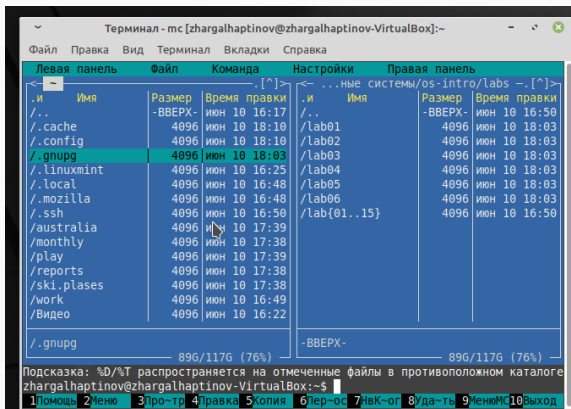 Терминал - mc [zhargalhaptinov@zhargalhaptinov-VirtualBox]:~
Файл Правка Вид Терминал Вкладки Справка
Левая панель Файл Команда Настройки Правая панель
<─ ~ .[^]> <─ ...ные системы/os-intro/labs ─.[^]>
.и Имя Размер Время правки .и Имя Размер Время правки
/.. -ВВЕРХ- июн 10 16:17 /.. -ВВЕРХ- июн 10 16:50
/.cache 4096 июн 10 18:10 /lab01 4096 июн 10 18:03
/.config 4096 июн 10 18:10 /lab02 4096 июн 10 18:03
/.gnupg 4096 июн 10 18:03 /lab03 4096 июн 10 18:03
/.linuxmint 4096 июн 10 16:25 /lab04 4096 июн 10 18:03
/.local 4096 июн 10 16:48 /lab05 4096 июн 10 18:03
/.mozilla 4096 июн 10 16:48 /lab06 4096 июн 10 18:03
/.ssh 4096 июн 10 16:50 /lab{01..15} 4096 июн 10 16:50
/australia 4096 июн 10 17:39
/monthly 4096 июн 10 17:38
/play 4096 июн 10 17:39
/reports 4096 июн 10 17:38
/ski.plases 4096 июн 10 17:38
/work 4096 июн 10 16:49
/Видео 4096 июн 10 16:22
/.gnupg -ВВЕРХ-
89G/117G (76%) 89G/117G (76%)
Подсказка: %D/%T распространяется на отмеченные файлы в противоположном каталоге
zhargalhaptinov@zhargalhaptinov-VirtualBox:~$
1Помощь 2Меню 3Про~тр 4Правка 5Копия 6Пер~ос 7НвК~ог 8Уда~ть 9МенюMC 10Выход